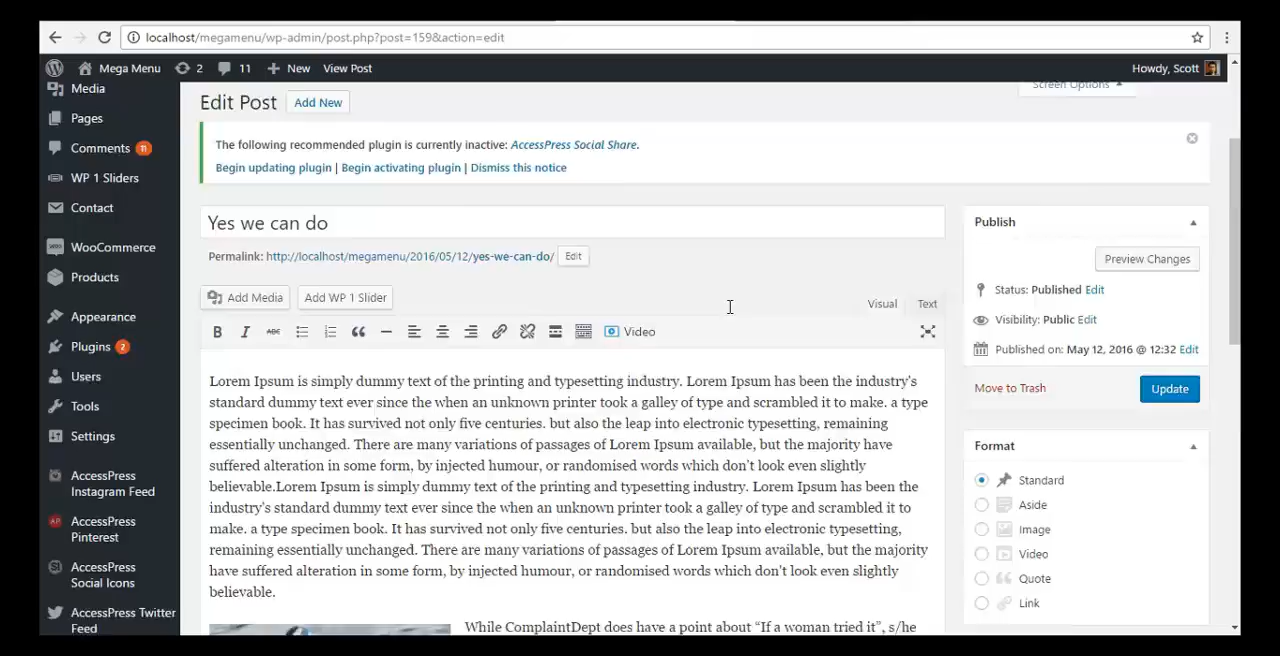 localhost/megamenu/wp-admin/post.php?post=159&action=edit
Mega Menu 2 11 New View Post Howdy, Scott
Media
Pages
Comments 11
WP 1 Sliders
Contact
WooCommerce
Products
Appearance
Plugins 2
Users
Tools
Settings
AccessPress
Instagram Feed
AccessPress
Pinterest
AccessPress
Social Icons
AccessPress Twitter
Feed
Screen Options
Edit Post Add New
The following recommended plugin is currently inactive: AccessPress Social Share.
Begin updating plugin | Begin activating plugin | Dismiss this notice
Yes we can do
Permalink: http://localhost/megamenu/2016/05/12/yes-we-can-do/ Edit
Add Media Add WP 1 Slider
Visual Text
B I ABC Video
Lorem Ipsum is simply dummy text of the printing and typesetting industry. Lorem Ipsum has been the industry's
standard dummy text ever since the when an unknown printer took a galley of type and scrambled it to make. a type
specimen book. It has survived not only five centuries. but also the leap into electronic typesetting, remaining
essentially unchanged. There are many variations of passages of Lorem Ipsum available, but the majority have
suffered alteration in some form, by injected humour, or randomised words which don't look even slightly
believable.Lorem Ipsum is simply dummy text of the printing and typesetting industry. Lorem Ipsum has been the
industry's standard dummy text ever since the when an unknown printer took a galley of type and scrambled it to
make. a type specimen book. It has survived not only five centuries. but also the leap into electronic typesetting,
remaining essentially unchanged. There are many variations of passages of Lorem Ipsum available, but the majority
have suffered alteration in some form, by injected humour, or randomised words which don't look even slightly
believable.
While ComplaintDept does have a point about “If a woman tried it”, s/he
Publish
Preview Changes
Status: Published Edit
Visibility: Public Edit
Published on: May 12, 2016 @ 12:32 Edit
Move to Trash Update
Format
Standard
Aside
Image
Video
Quote
Link